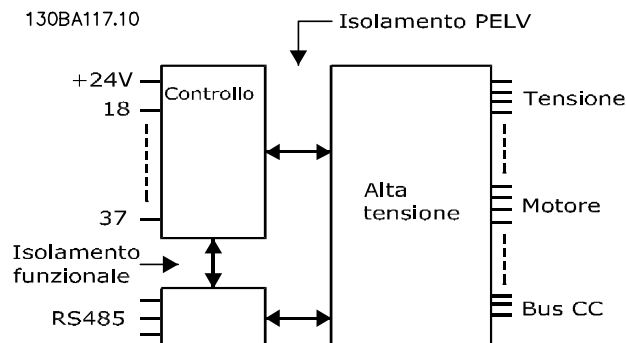 130BA117.10
Isolamento PELV
+24V
18
37
Controllo
Alta
tensione
Tensione
Motore
Bus CC
Isolamento
funzionale
RS485